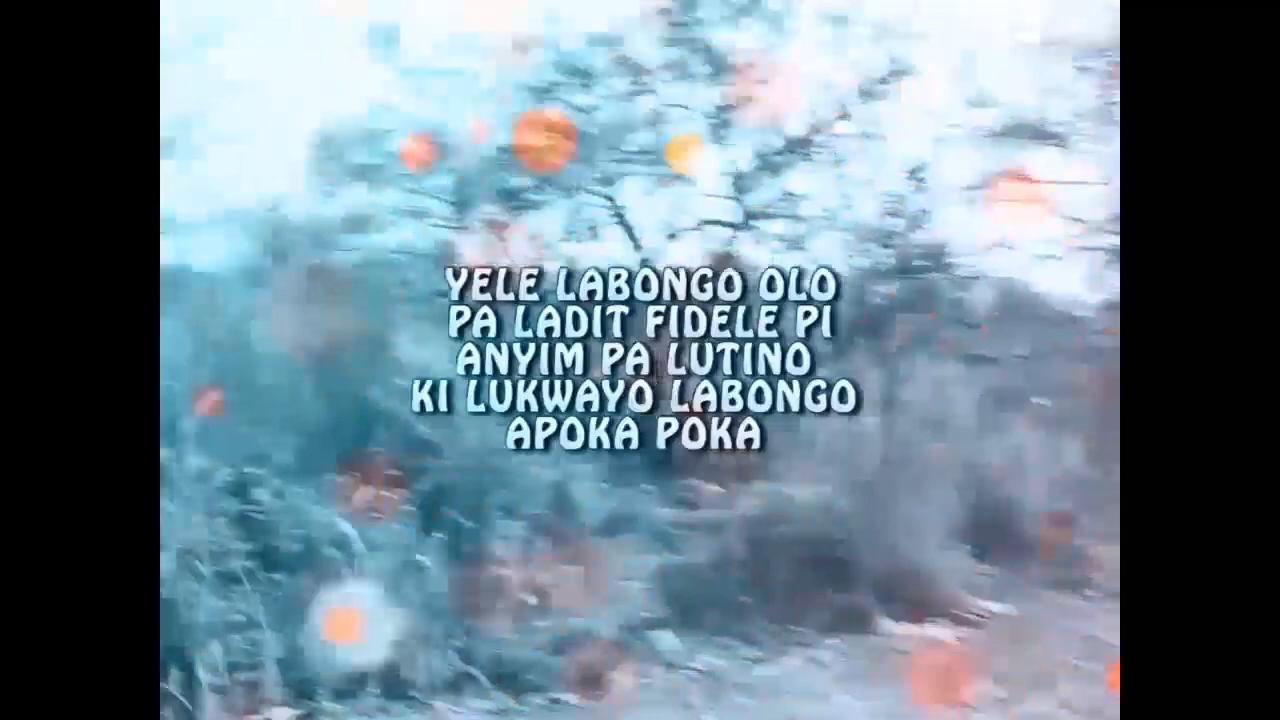 YELE LABONGO OLO
PA LADIT FIDELE PI
ANYIM PA LUTINO
KI LUKWAYO LABONGO
APOKA POKA